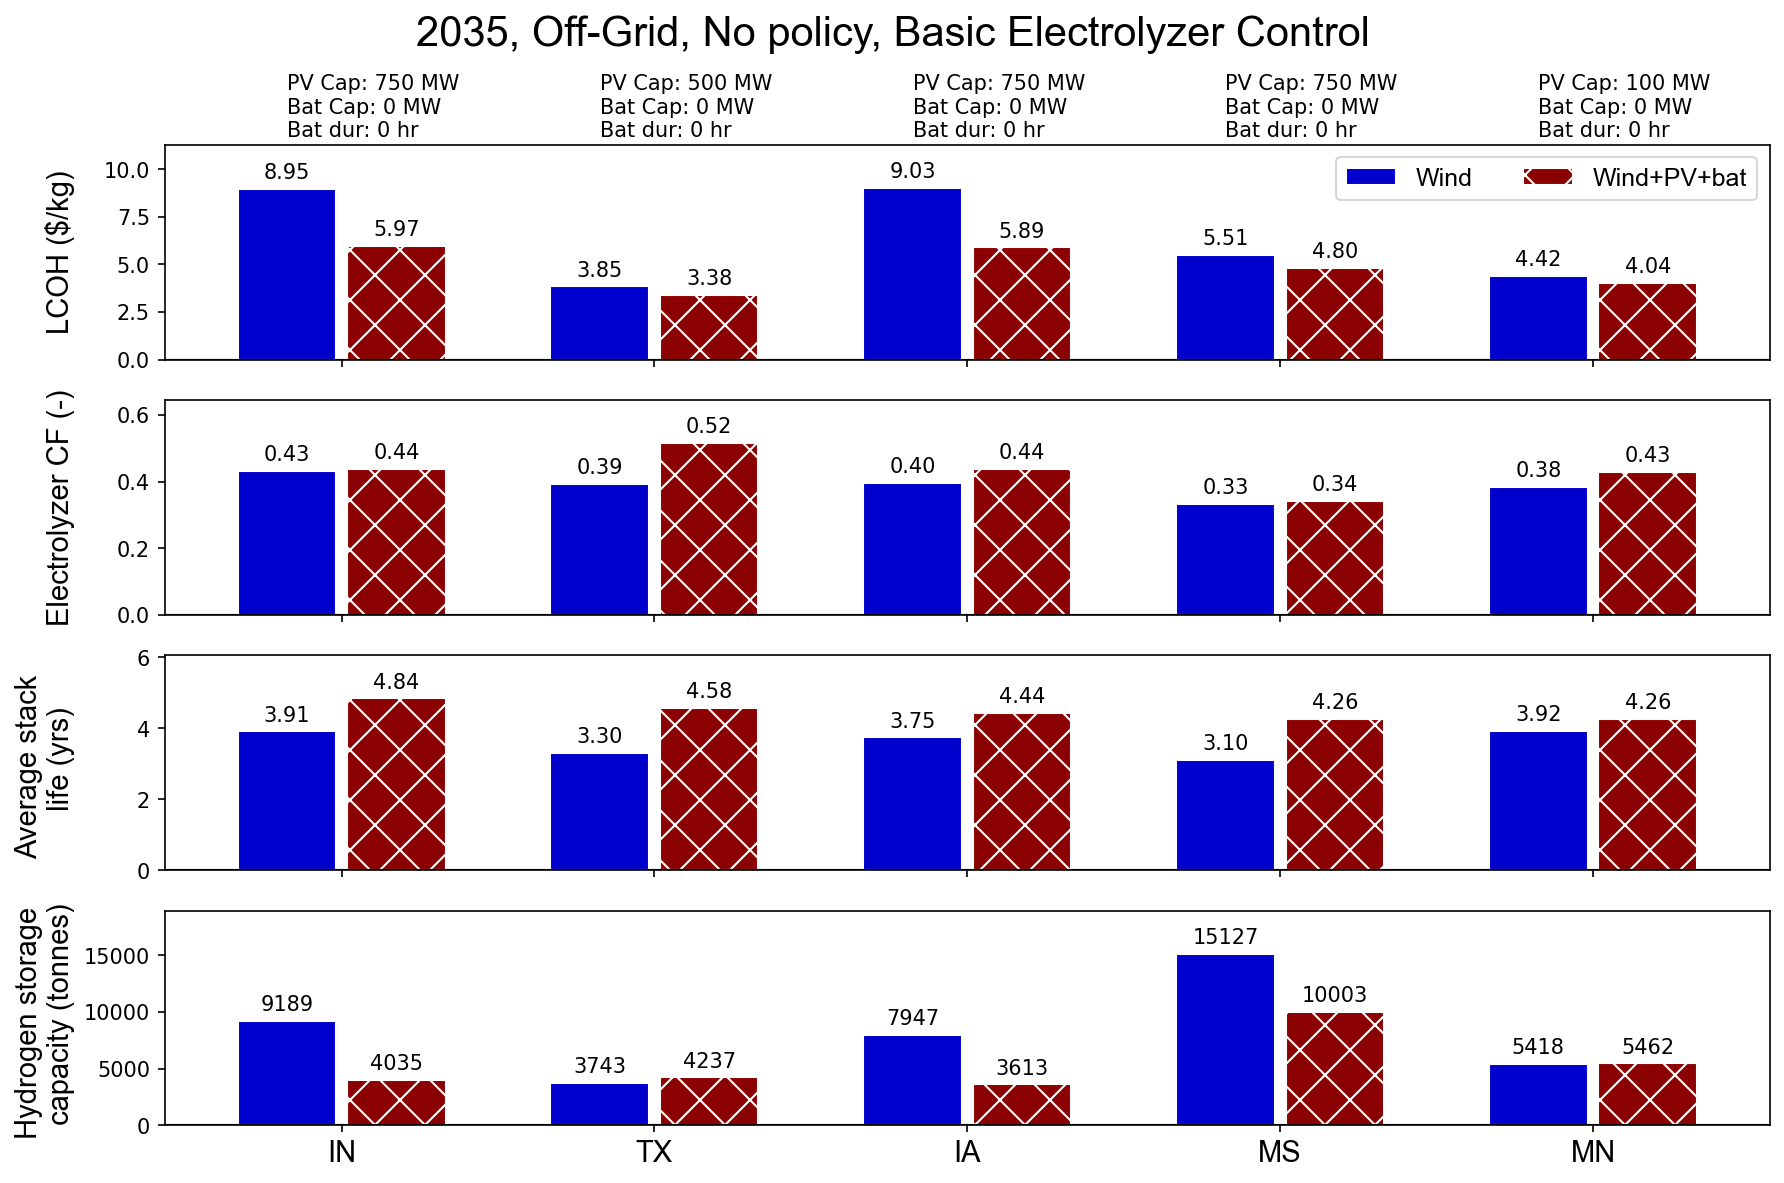 2035, Off-Grid, No policy, Basic Electrolyzer Control
PV Cap: 750 MW
Bat Cap: 0 MW
Bat dur: 0 hr
PV Cap: 500 MW
Bat Cap: 0 MW
Bat dur: 0 hr
PV Cap: 750 MW
Bat Cap: 0 MW
Bat dur: 0 hr
PV Cap: 750 MW
Bat Cap: 0 MW
Bat dur: 0 hr
PV Cap: 100 MW
Bat Cap: 0 MW
Bat dur: 0 hr
LCOH ($/kg)
10.0
7.5
5.0
2.5
0.0
8.95
5.97
3.85
3.38
9.03
5.89
5.51
4.80
4.42
4.04
Wind
Wind+PV+bat
Electrolyzer CF (-)
0.6
0.4
0.2
0.0
0.43
0.44
0.39
0.52
0.40
0.44
0.33
0.34
0.38
0.43
Average stack
life (yrs)
6
4
2
0
3.91
4.84
3.30
4.58
3.75
4.44
3.10
4.26
3.92
4.26
Hydrogen storage
capacity (tonnes)
15000
10000
5000
0
9189
4035
3743
4237
7947
3613
15127
10003
5418
5462
IN
TX
IA
MS
MN